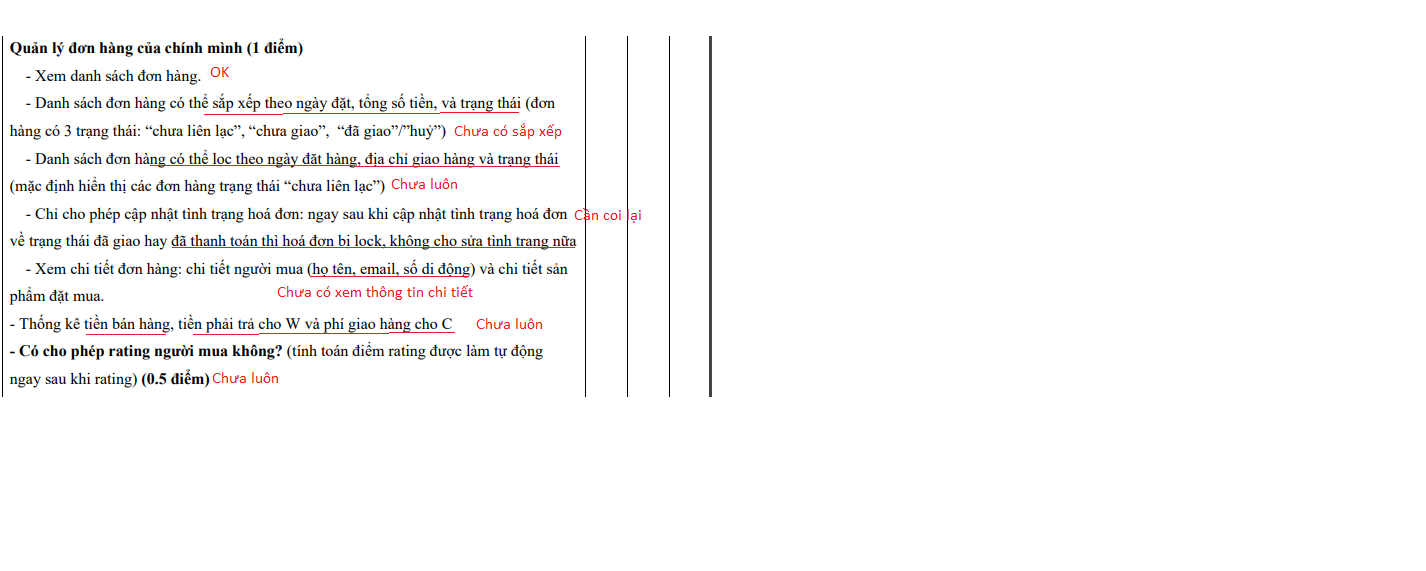 Quản lý đơn hàng của chính mình (1 điểm)
- Xem danh sách đơn hàng. OK
- Danh sách đơn hàng có thể sắp xếp theo ngày đặt, tổng số tiền, và trạng thái (đơn
hàng có 3 trạng thái: “chưa liên lạc”, “chưa giao”, “đã giao”/”huỷ”) Chưa có sắp xếp
- Danh sách đơn hàng có thể lọc theo ngày đặt hàng, địa chỉ giao hàng và trạng thái
(mặc định hiển thị các đơn hàng trạng thái “chưa liên lạc”) Chưa luôn
- Chỉ cho phép cập nhật tình trạng hoá đơn: ngay sau khi cập nhật tình trạng hoá đơn Cần coi lại
về trạng thái đã giao hay đã thanh toán thì hoá đơn bị lock, không cho sửa tình trạng nữa
- Xem chi tiết đơn hàng: chi tiết người mua (họ tên, email, số di động) và chi tiết sản
phẩm đặt mua. Chưa có xem thông tin chi tiết
- Thống kê tiền bán hàng, tiền phải trả cho W và phí giao hàng cho C Chưa luôn
- Có cho phép rating người mua không? (tính toán điểm rating được làm tự động
ngay sau khi rating) (0.5 điểm) Chưa luôn